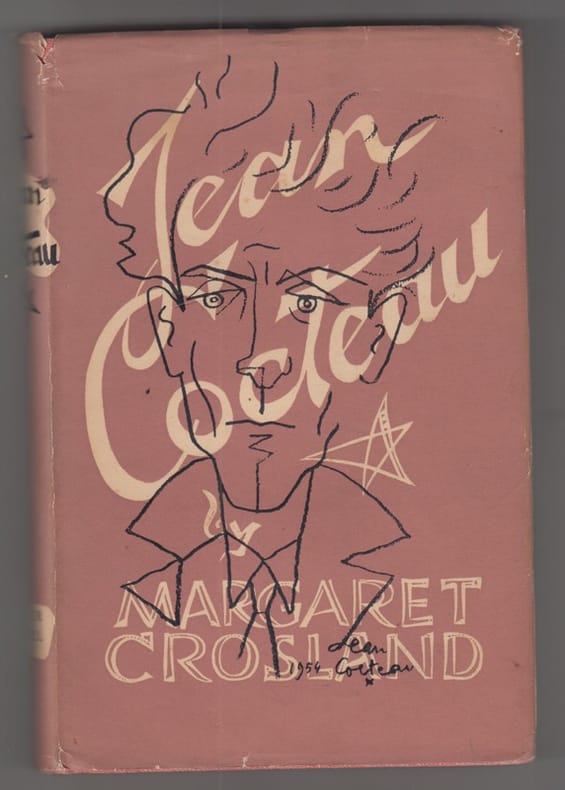 Jean
Cocteau
by
MARGARET
CROSLAND
Jean
1954 Cocteau